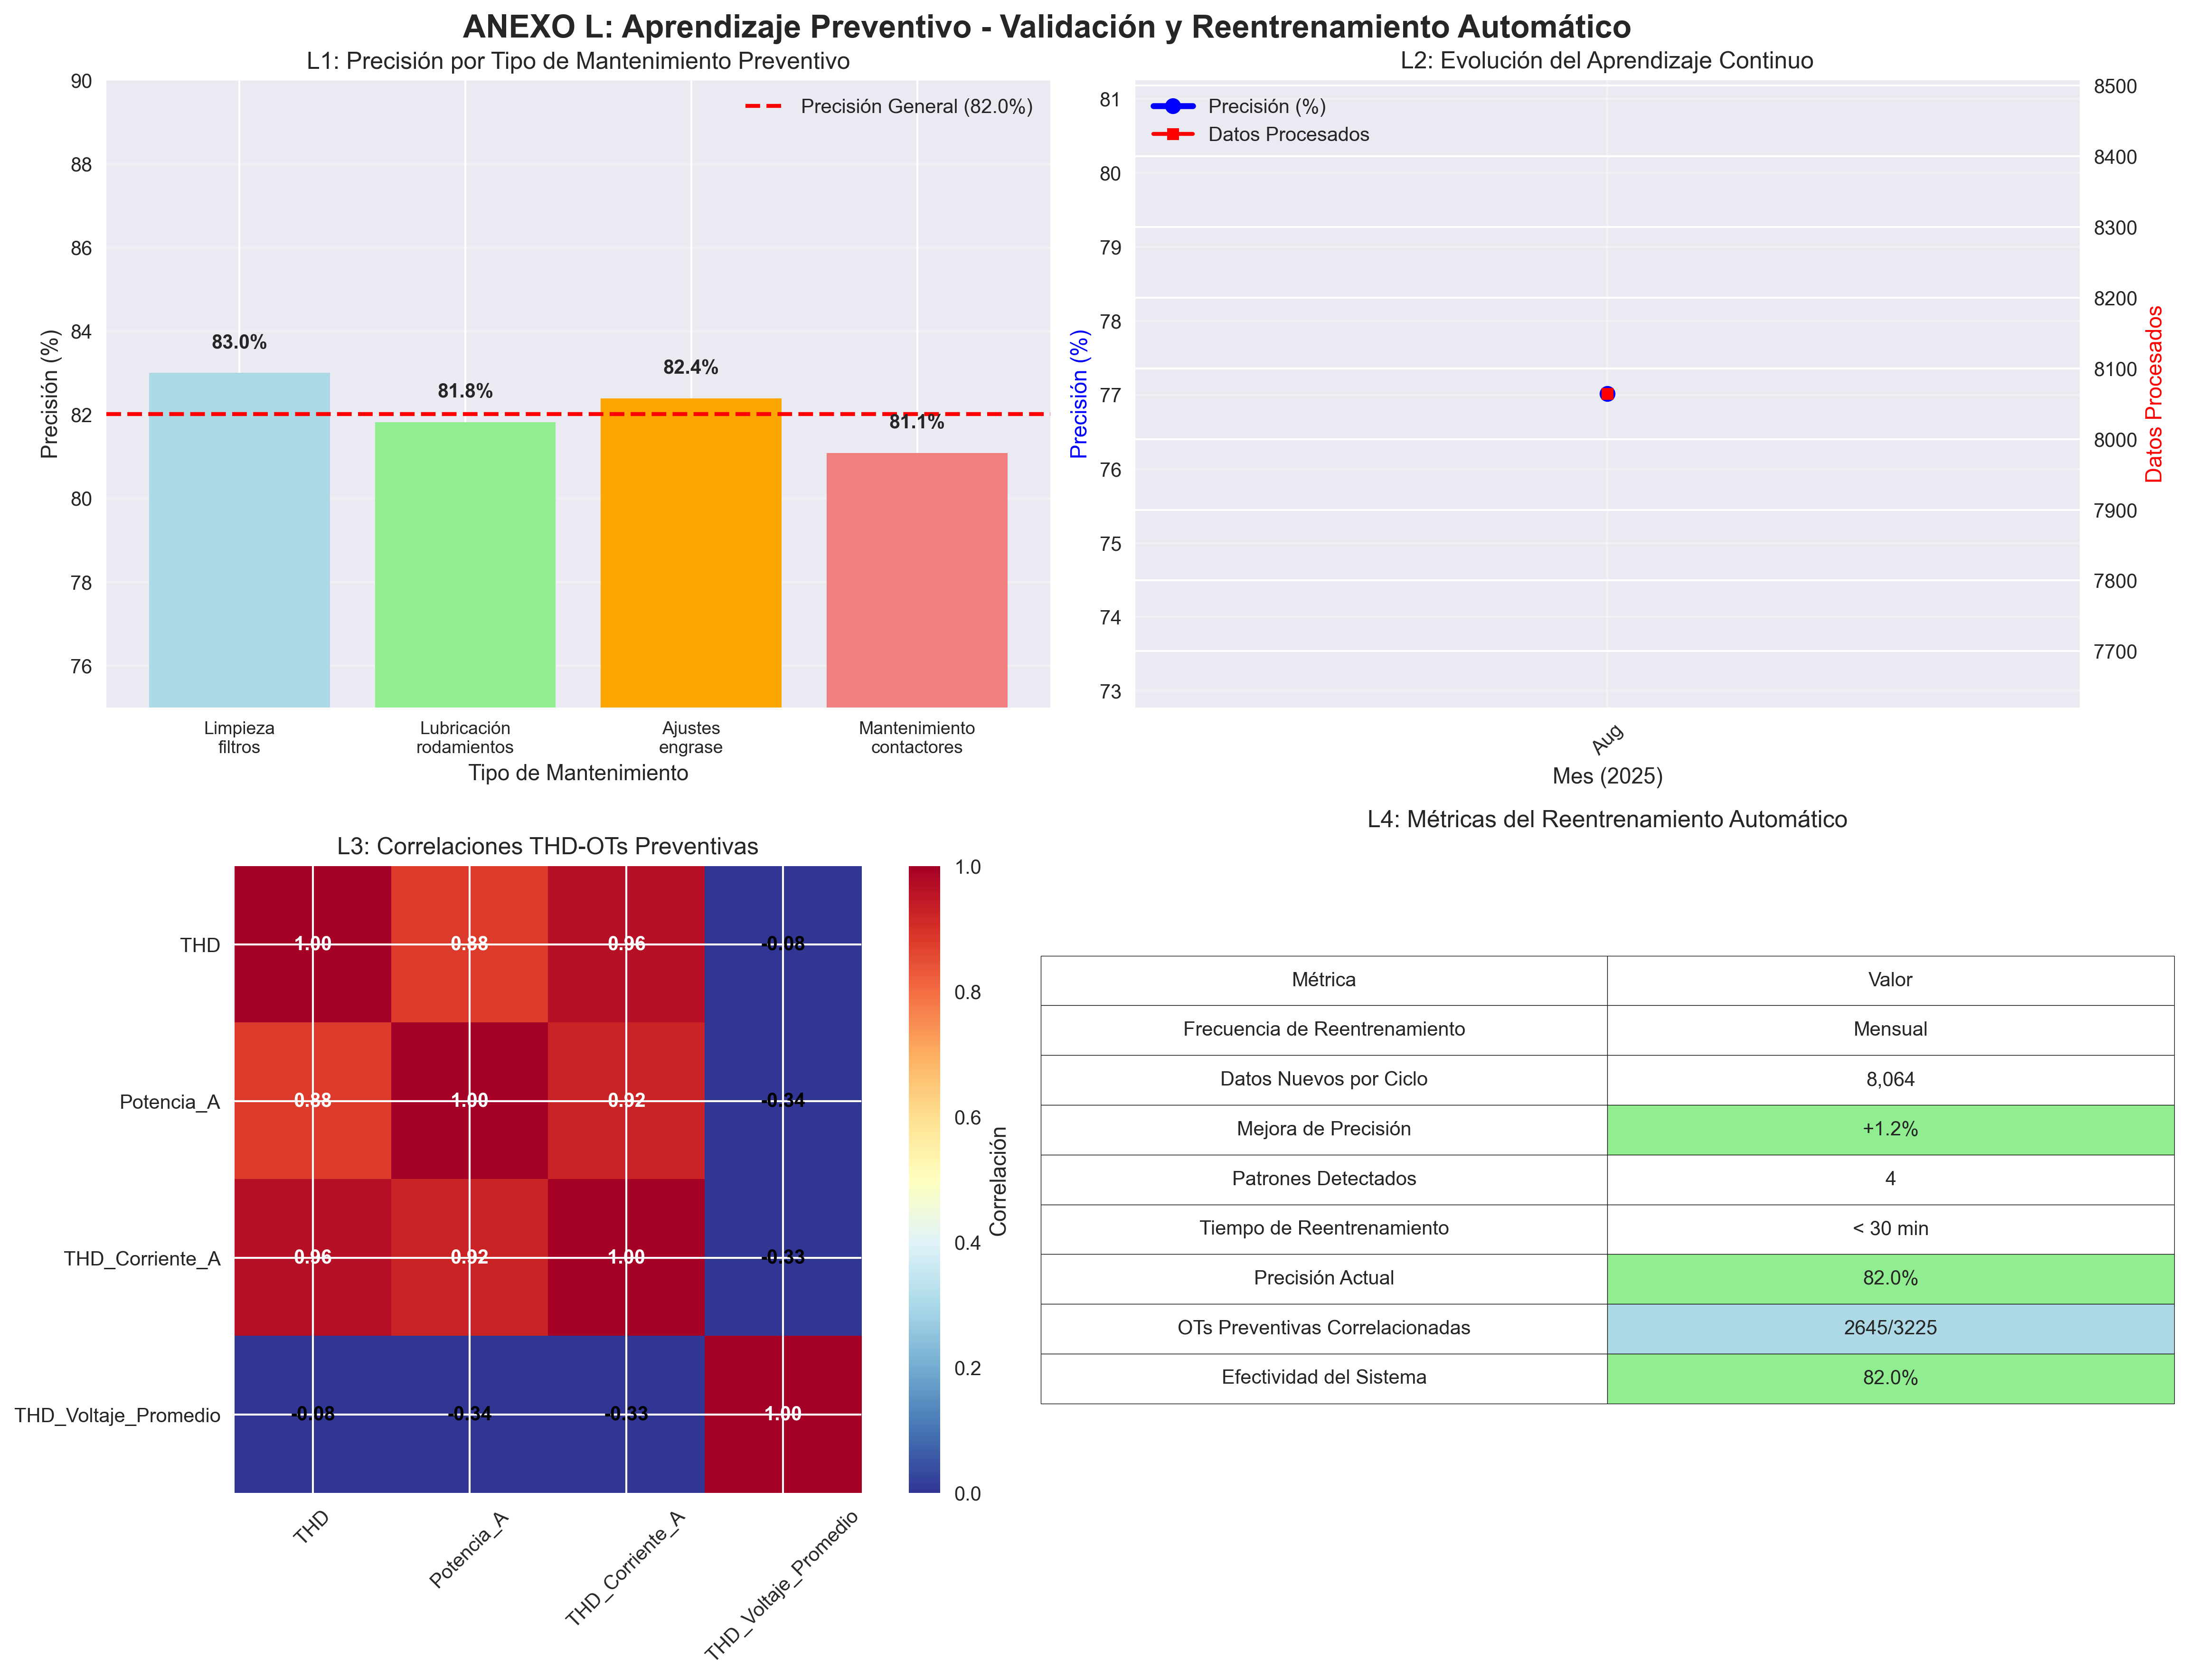 ANEXO L: Aprendizaje Preventivo - Validación y Reentrenamiento Automático
L1: Precisión por Tipo de Mantenimiento Preventivo
Precisión (%)
90
88
86
84
82
80
78
76
Precisión General (82.0%)
83.0%
81.8%
82.4%
81.1%
Limpieza
filtros
Lubricación
rodamientos
Ajustes
engrase
Mantenimiento
contactores
Tipo de Mantenimiento
L2: Evolución del Aprendizaje Continuo
Precisión (%)
81
80
79
78
77
76
75
74
73
Precisión (%)
Datos Procesados
8500
8400
8300
8200
8100
8000
7900
7800
7700
Datos Procesados
Aug
Mes (2025)
L3: Correlaciones THD-OTs Preventivas
THD 1.00 0.88 0.96 -0.08
Potencia_A 0.88 1.00 0.92 -0.34
THD_Corriente_A 0.96 0.92 1.00 -0.33
THD_Voltaje_Promedio -0.08 -0.34 -0.33 1.00
THD
Potencia_A
THD_Corriente_A
THD_Voltaje_Promedio
1.0
0.8
0.6
0.4
0.2
0.0
Correlación
L4: Métricas del Reentrenamiento Automático
Métrica Valor
Frecuencia de Reentrenamiento Mensual
Datos Nuevos por Ciclo 8,064
Mejora de Precisión +1.2%
Patrones Detectados 4
Tiempo de Reentrenamiento < 30 min
Precisión Actual 82.0%
OTs Preventivas Correlacionadas 2645/3225
Efectividad del Sistema 82.0%